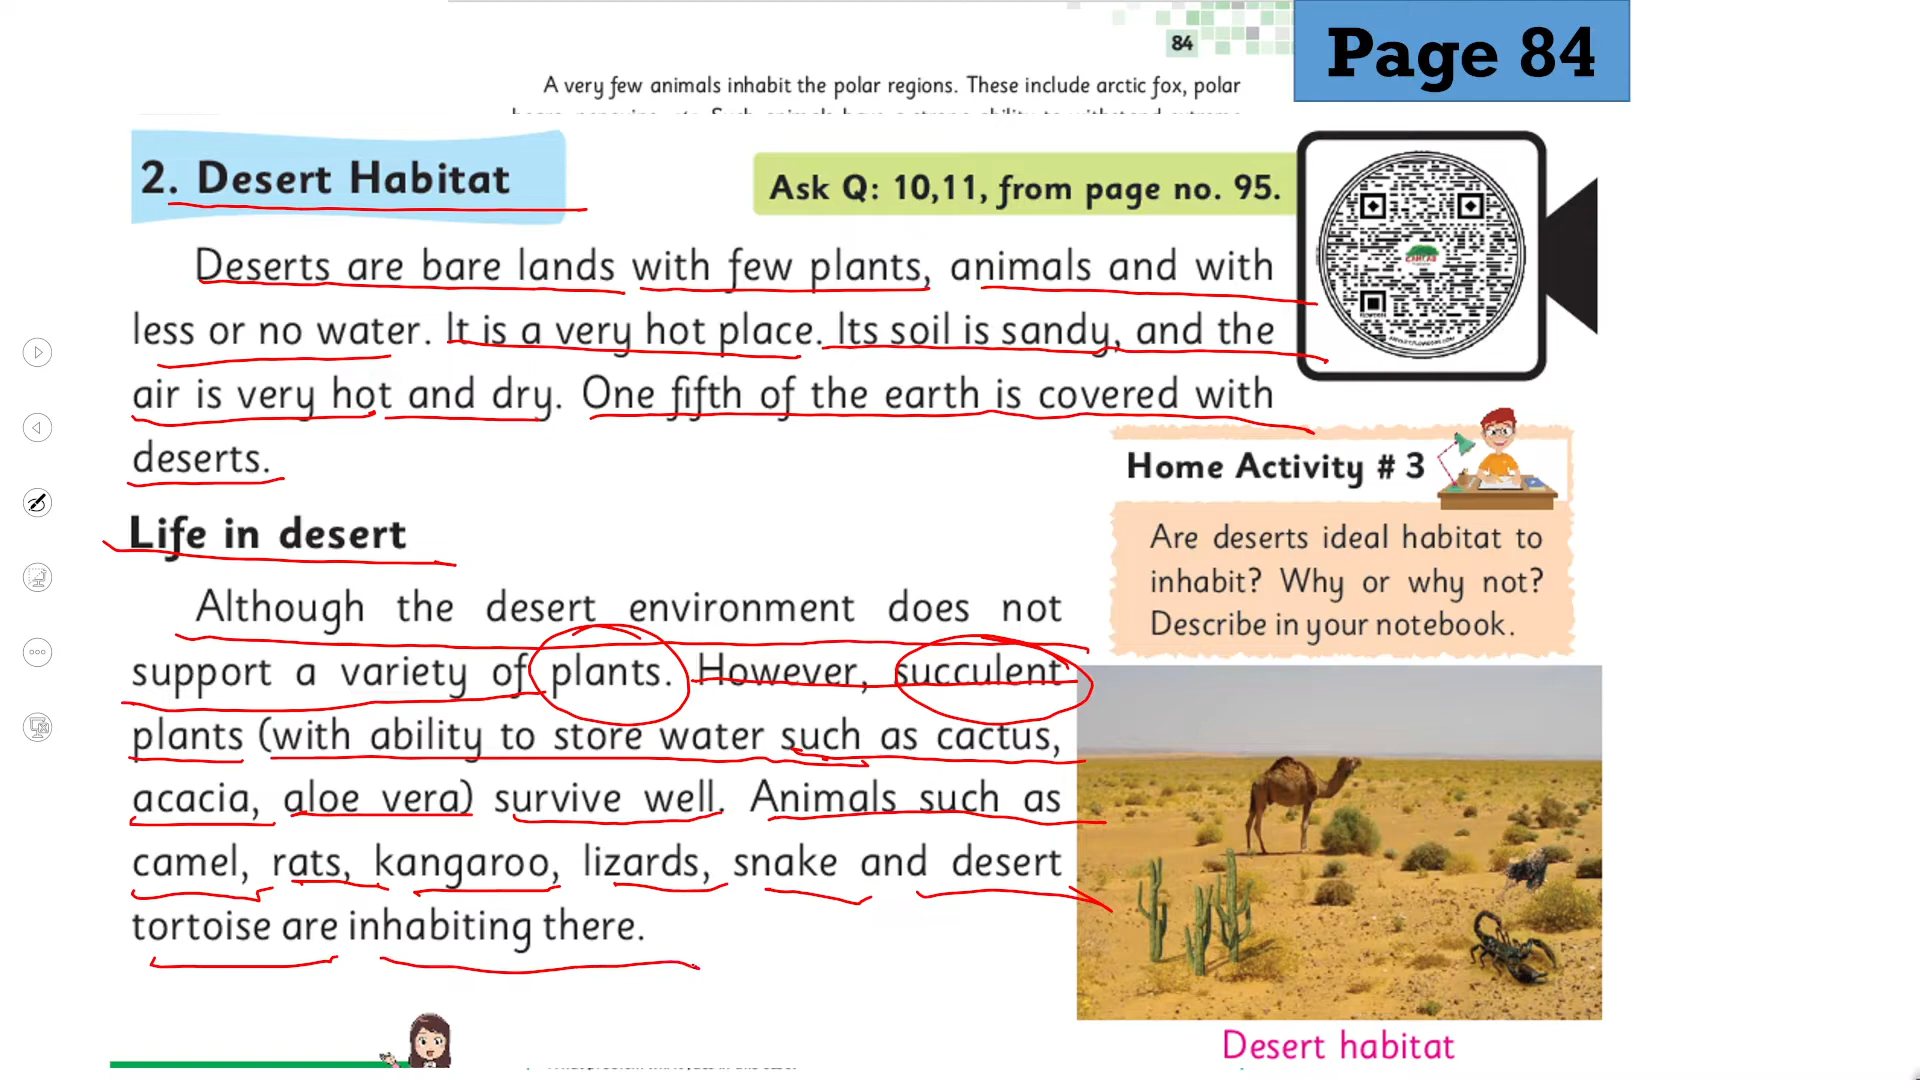 84
Page 84
A very few animals inhabit the polar regions. These include arctic fox, polar
2. Desert Habitat
Ask Q: 10,11, from page no. 95.
Deserts are bare lands with few plants, animals and with
less or no water. It is a very hot place. Its soil is sandy, and the
air is very hot and dry. One fifth of the earth is covered with
deserts.
Home Activity # 3
Are deserts ideal habitat to
inhabit? Why or why not?
Describe in your notebook.
Life in desert
Although the desert environment does not
support a variety of plants. However, succulent
plants (with ability to store water such as cactus,
acacia, aloe vera) survive well. Animals such as
camel, rats, kangaroo, lizards, snake and desert
tortoise are inhabiting there.
Desert habitat